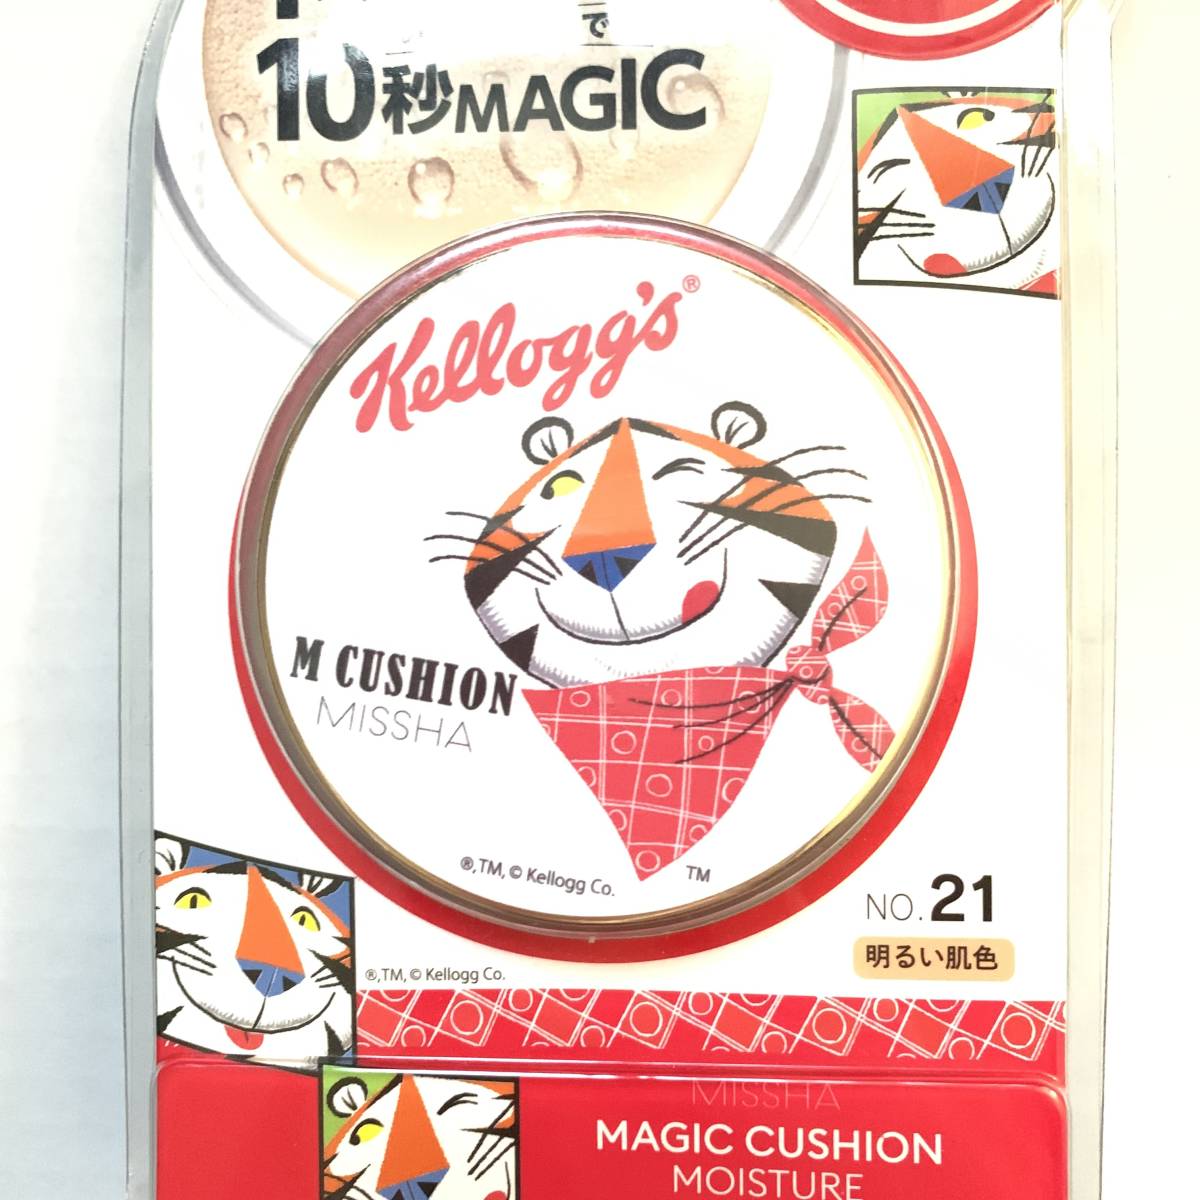 で
10秒MAGIC
Kellogg's®
M CUSHION
MISSHA
®,TM, © Kellogg Co.
TM
NO. 21
明るい肌色
®,TM, © Kellogg Co.
MISSHA
MAGIC CUSHION
MOISTURE